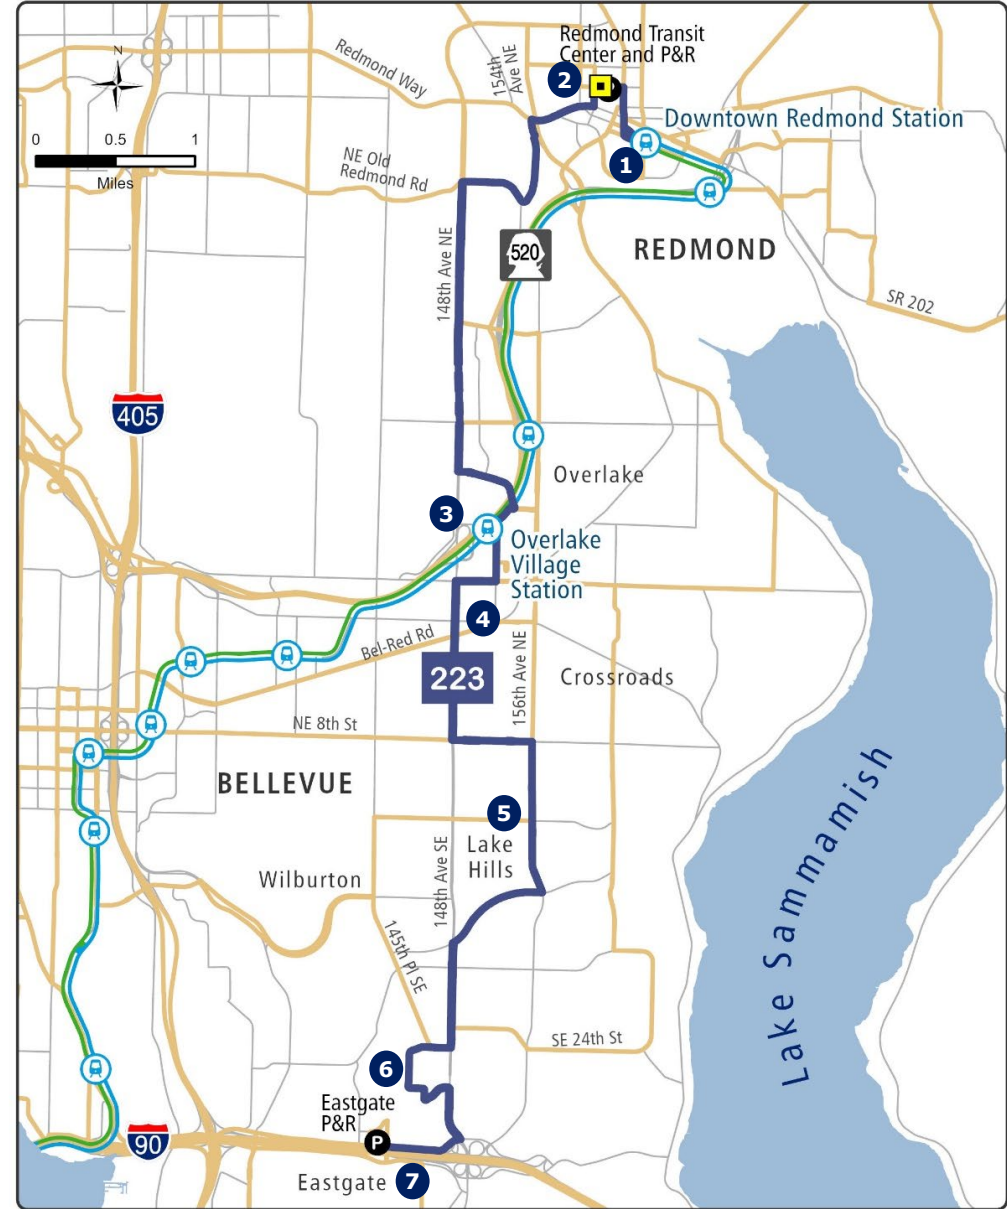 Redmond Transit
Center and P&R
2
154th
Ave NE
Redmond Way
N
0 0.5 1
Miles
NE Old
Redmond Rd
Downtown Redmond Station
1
P
REDMOND
520
148th Ave NE
SR 202
405
Overlake
3
Overlake
Village
Station
4
Bel-Red Rd
223
156th Ave NE
Crossroads
NE 8th St
BELLEVUE
5
Lake
Hills
148th Ave SE
Wilburton
Lake Sammamish
145th Pl SE
SE 24th St
6
Eastgate
P&R
P
90
Eastgate
7